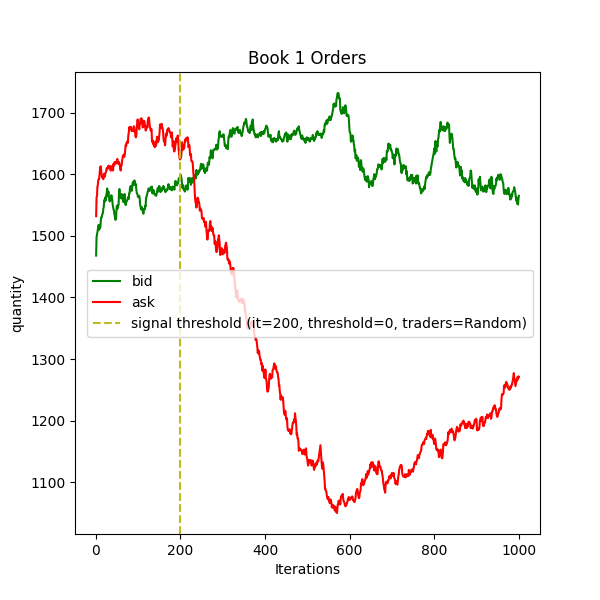 Book 1 Orders
1700
1600
1500
1400
1300
1200
1100
quantity
bid
ask
signal threshold (it=200, threshold=0, traders=Random)
0 200 400 600 800 1000
Iterations